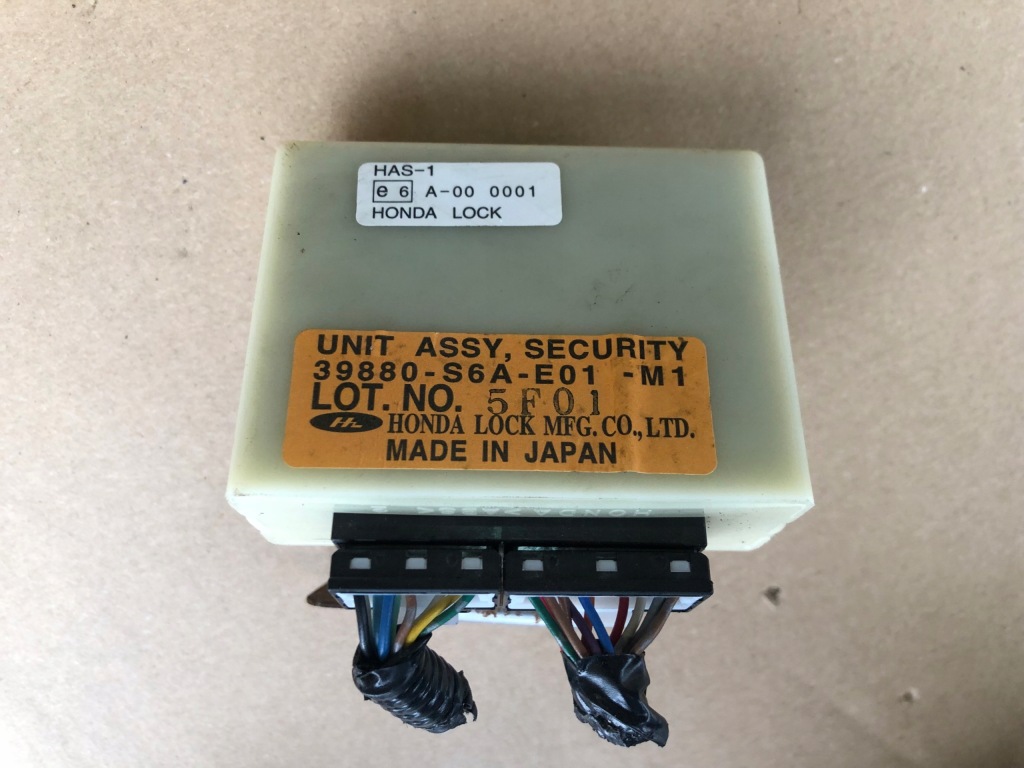 HAS-1
e 6 A-00 0001
HONDA LOCK
UNIT ASSY, SECURITY
39880-S6A-E01 -M1
LOT. NO. 5F01
HL HONDA LOCK MFG. CO., LTD.
MADE IN JAPAN